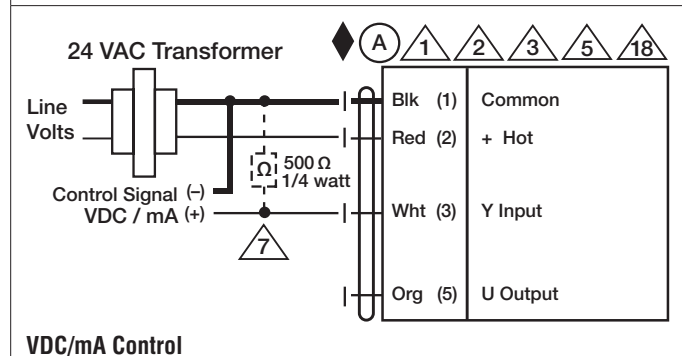 24 VAC Transformer
A 1 2 3 5 18
Line
Volts
Blk (1) Common
Red (2) + Hot
Ω 500 Ω
1/4 watt
Control Signal (–)
VDC / mA (+)
Wht (3) Y Input
7
Org (5) U Output
VDC/mA Control